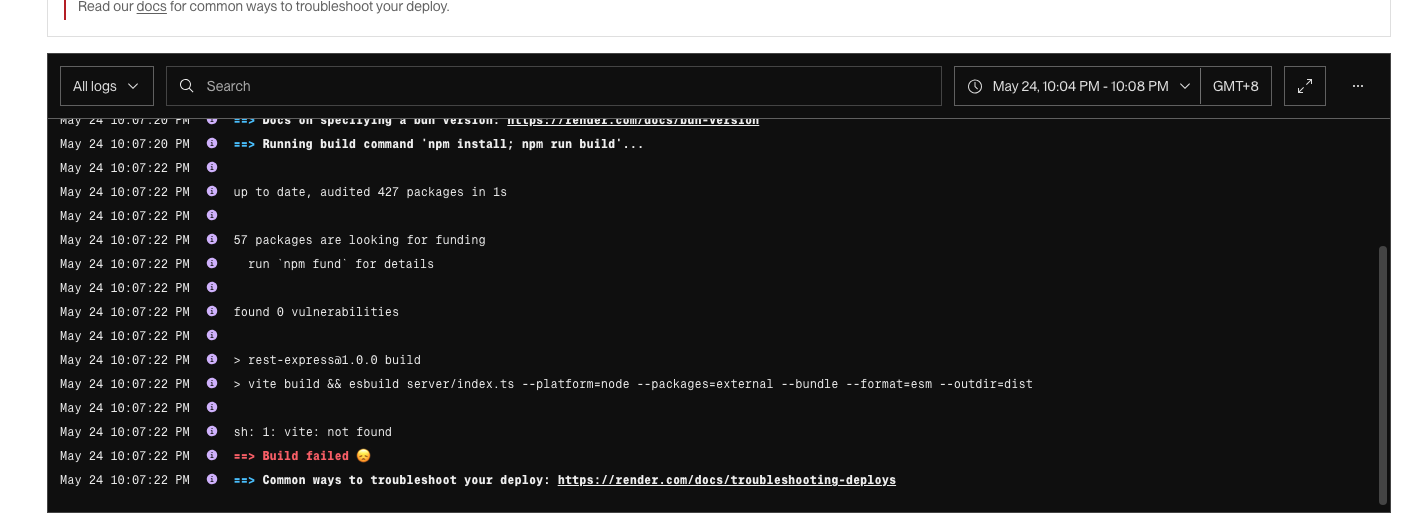 Read our docs for common ways to troubleshoot your deploy.
All logs
Search
May 24, 10:04 PM - 10:08 PM
GMT+8
May 24 10:07:20 PM ==> Docs on specifying a bun version: https://render.com/docs/bun-version
May 24 10:07:20 PM ==> Running build command 'npm install; npm run build'...
May 24 10:07:22 PM
May 24 10:07:22 PM up to date, audited 427 packages in 1s
May 24 10:07:22 PM
May 24 10:07:22 PM 57 packages are looking for funding
May 24 10:07:22 PM run `npm fund` for details
May 24 10:07:22 PM
May 24 10:07:22 PM found 0 vulnerabilities
May 24 10:07:22 PM
May 24 10:07:22 PM > rest-express@1.0.0 build
May 24 10:07:22 PM > vite build && esbuild server/index.ts --platform=node --packages=external --bundle --format=esm --outdir=dist
May 24 10:07:22 PM
May 24 10:07:22 PM sh: 1: vite: not found
May 24 10:07:22 PM ==> Build failed 😞
May 24 10:07:22 PM ==> Common ways to troubleshoot your deploy: https://render.com/docs/troubleshooting-deploys